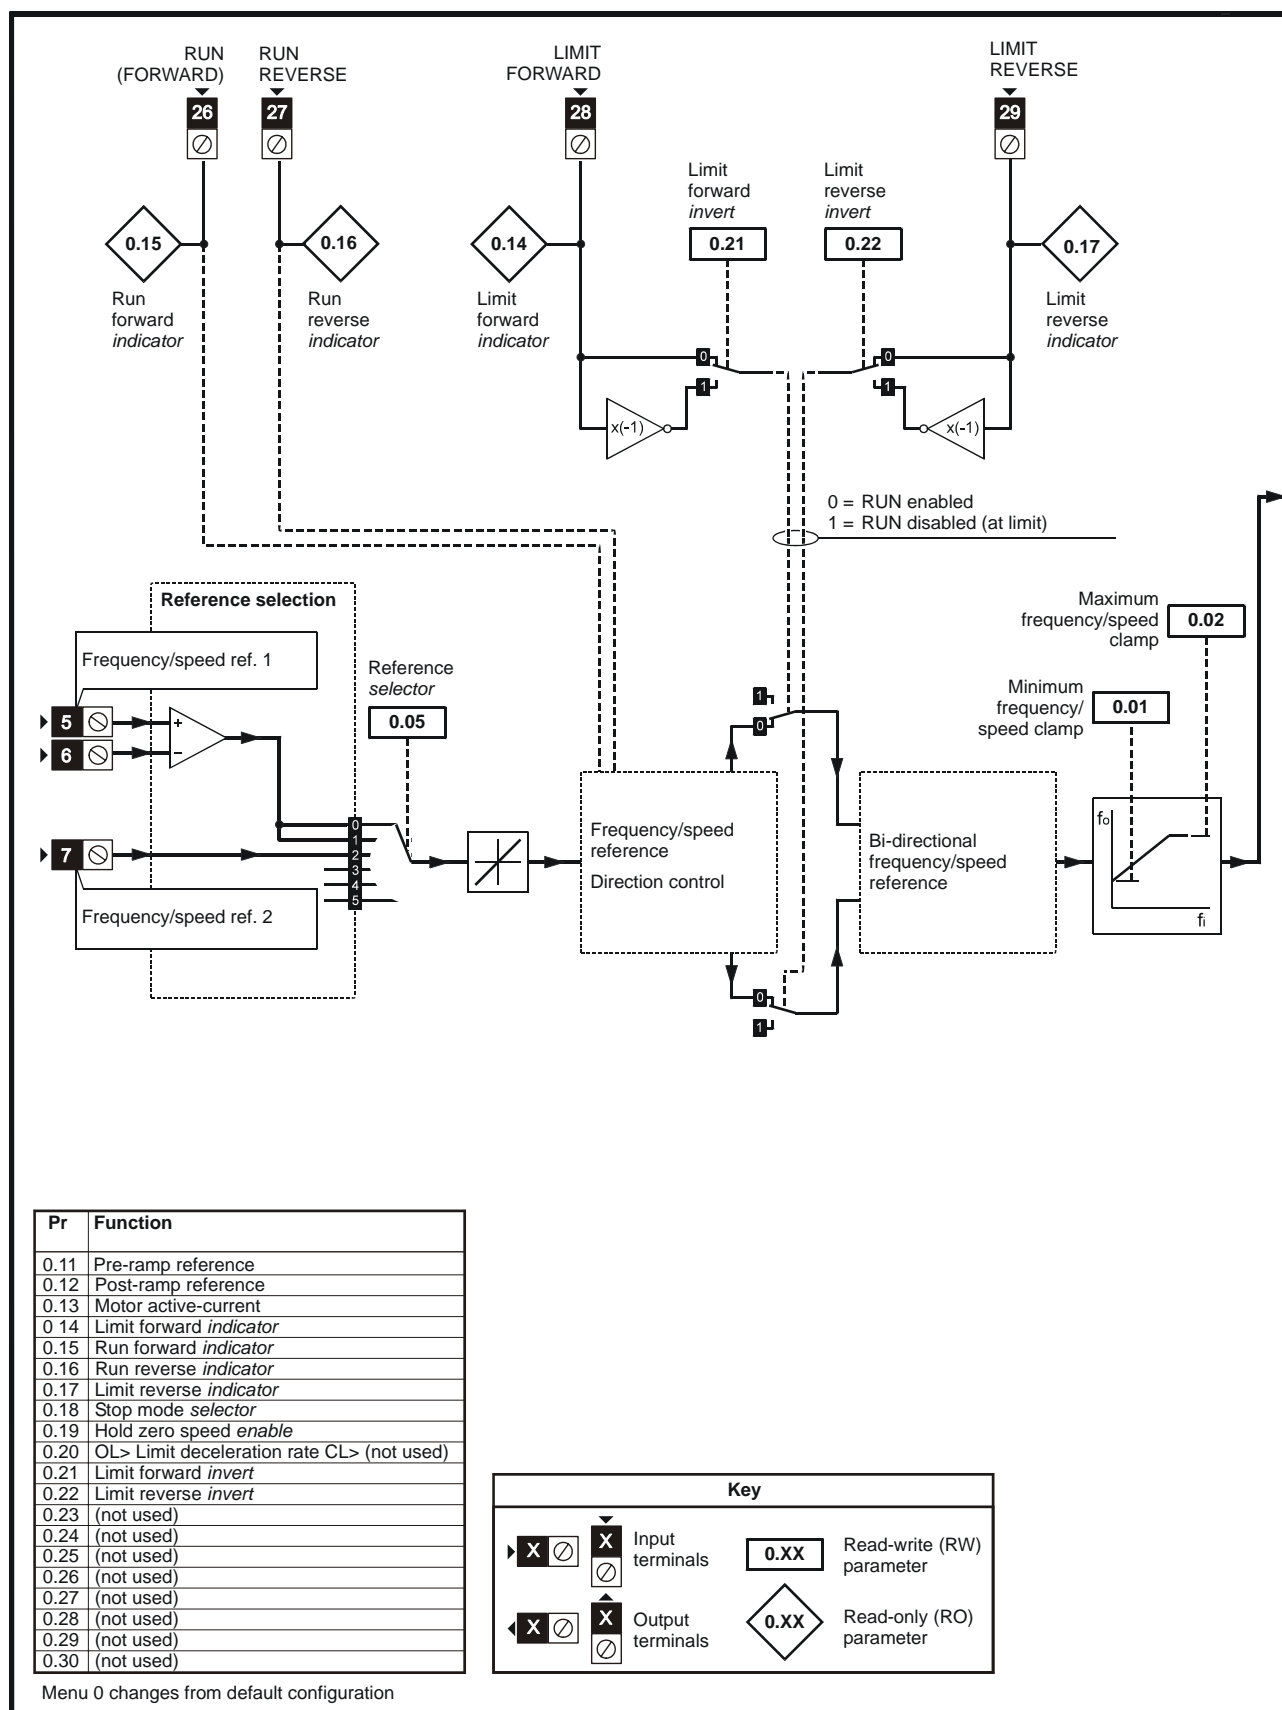 RUN
(FORWARD)
RUN
REVERSE
LIMIT
FORWARD
LIMIT
REVERSE
26
27
28
29
Limit
forward
invert
Limit
reverse
invert
0.15
0.16
0.14
0.21
0.22
0.17
Run
forward
indicator
Run
reverse
indicator
Limit
forward
indicator
Limit
reverse
indicator
0
1
0
1
x(-1)
x(-1)
0 = RUN enabled
1 = RUN disabled (at limit)
Reference selection
Frequency/speed ref. 1
Reference
selector
0.05
Maximum
frequency/speed
clamp
0.02
Minimum
frequency/
speed clamp
0.01
5
6
+
−
7
0
1
2
3
4
5
Frequency/speed ref. 2
1
0
Frequency/speed
reference
Direction control
Bi-directional
frequency/speed
reference
fo
fi
0
1
Pr Function
0.11 Pre-ramp reference
0.12 Post-ramp reference
0.13 Motor active-current
0 14 Limit forward indicator
0.15 Run forward indicator
0.16 Run reverse indicator
0.17 Limit reverse indicator
0.18 Stop mode selector
0.19 Hold zero speed enable
0.20 OL> Limit deceleration rate CL> (not used)
0.21 Limit forward invert
0.22 Limit reverse invert
0.23 (not used)
0.24 (not used)
0.25 (not used)
0.26 (not used)
0.27 (not used)
0.28 (not used)
0.29 (not used)
0.30 (not used)
Menu 0 changes from default configuration
Key
X
X
Input
terminals
0.XX
Read-write (RW)
parameter
X
X
Output
terminals
0.XX
Read-only (RO)
parameter